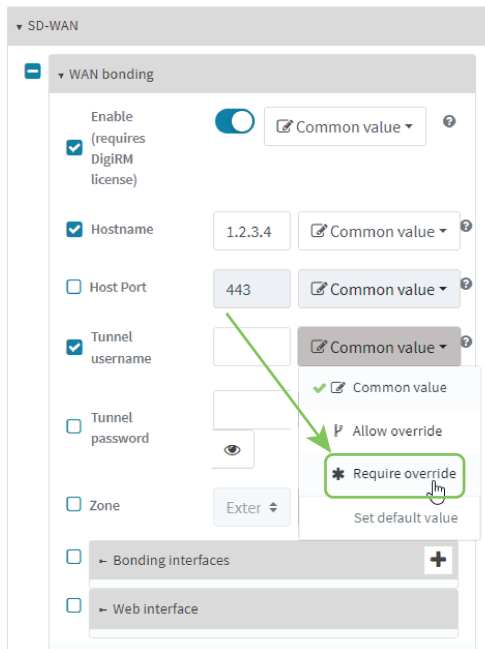 SD-WAN
WAN bonding
Enable
(requires
DigiRM
license)
Common value
Hostname
1.2.3.4
Common value
Host Port
443
Common value
Tunnel
username
Common value
Common value
Allow override
Require override
Set default value
Tunnel
password
Zone
Exter
Bonding interfaces
Web interface